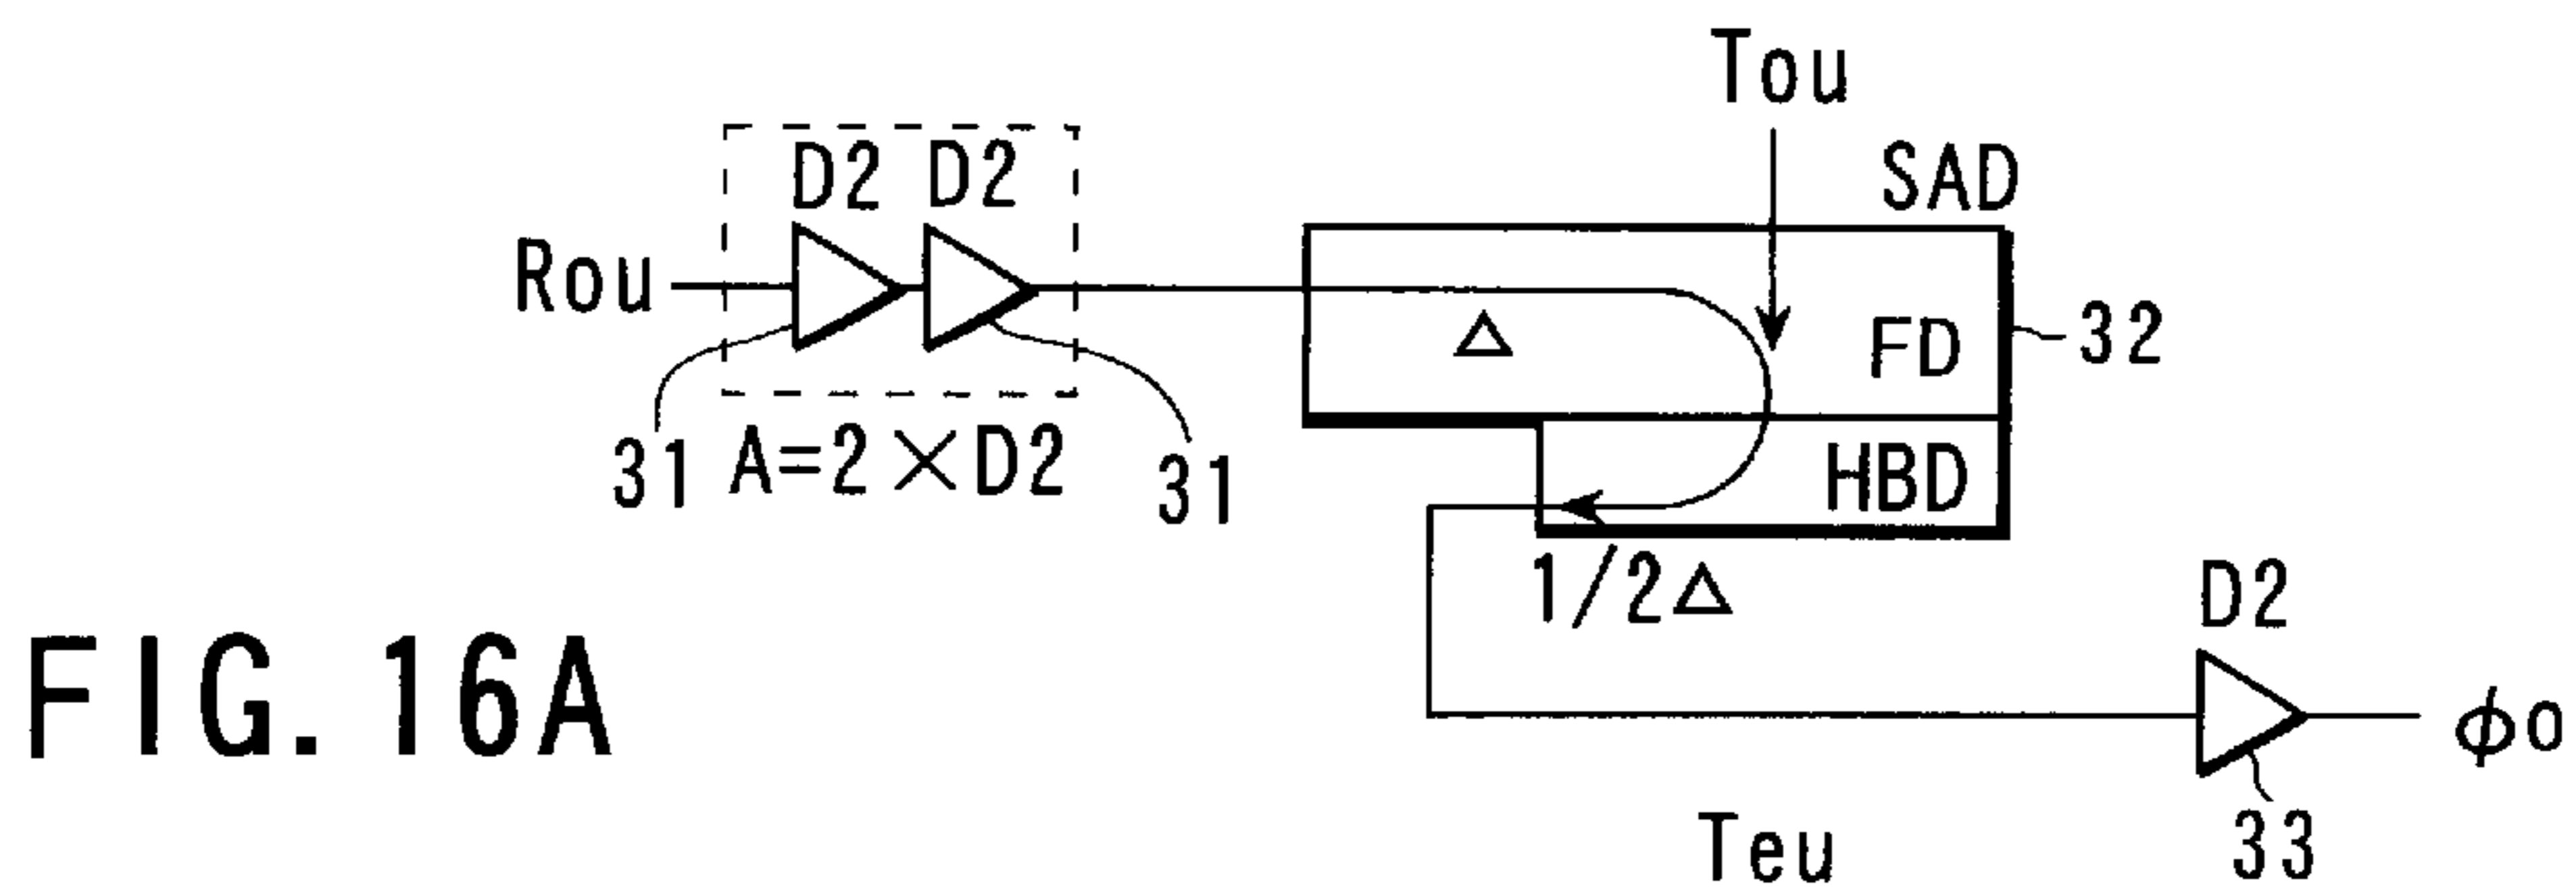 Tou
D2 D2
SAD
Rou
△
FD
32
31
A=2×D2
31
HBD
1/2△
D2
FIG. 16A
φo
Teu
33